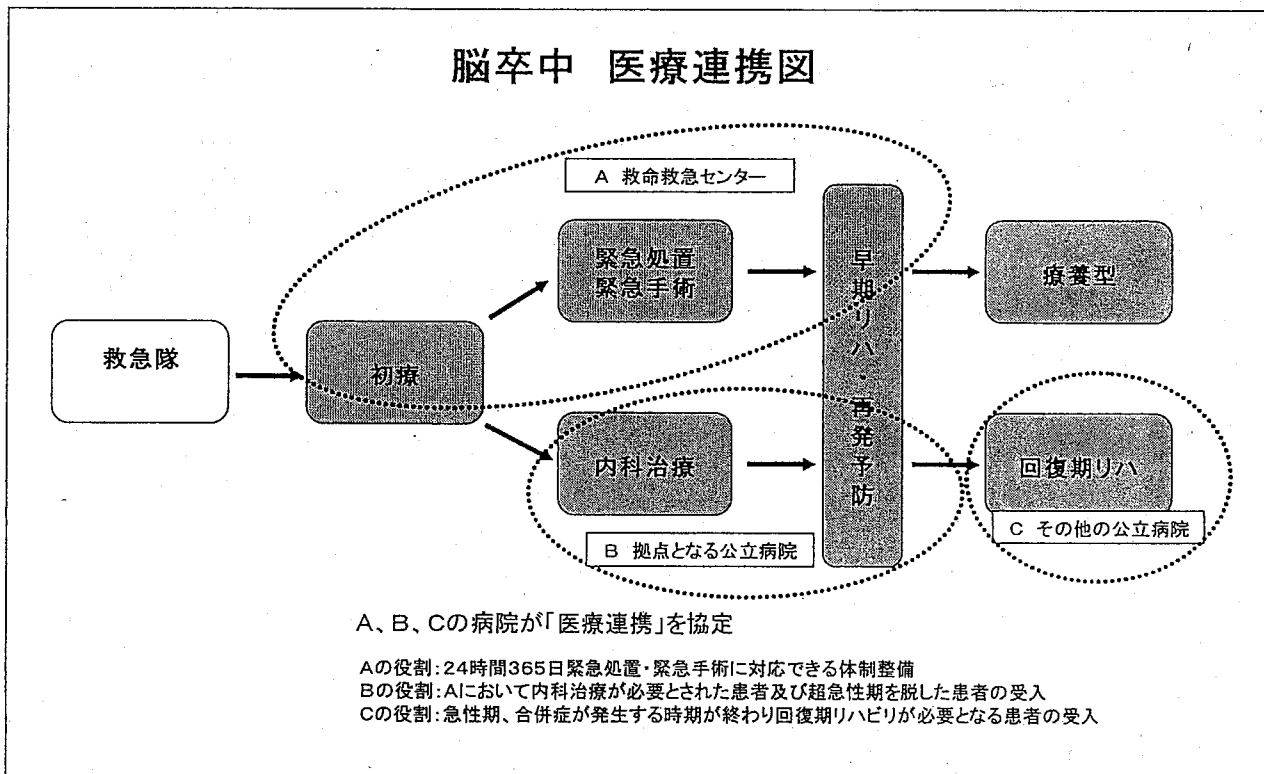 脳卒中 医療連携図
A 救命救急センター
緊急処置
緊急手術
早期リハ・再発予防
療養型
救急隊
初療
内科治療
回復期リハ
B 拠点となる公立病院
C その他の公立病院
A、B、Cの病院が「医療連携」を協定
Aの役割:24時間365日緊急処置・緊急手術に対応できる体制整備
Bの役割:Aにおいて内科治療が必要とされた患者及び超急性期を脱した患者の受入
Cの役割:急性期、合併症が発生する時期が終わり回復期リハビリが必要となる患者の受入